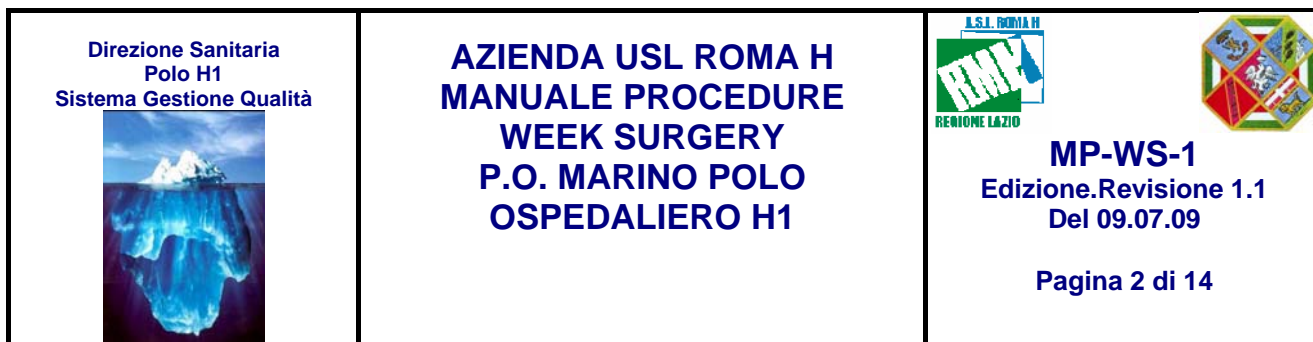 Direzione Sanitaria
Polo H1
Sistema Gestione Qualità
AZIENDA USL ROMA H
MANUALE PROCEDURE
WEEK SURGERY
P.O. MARINO POLO
OSPEDALIERO H1
A.S.L. ROMA H
RMH
REGIONE LAZIO
MP-WS-1
Edizione.Revisione 1.1
Del 09.07.09
Pagina 2 di 14